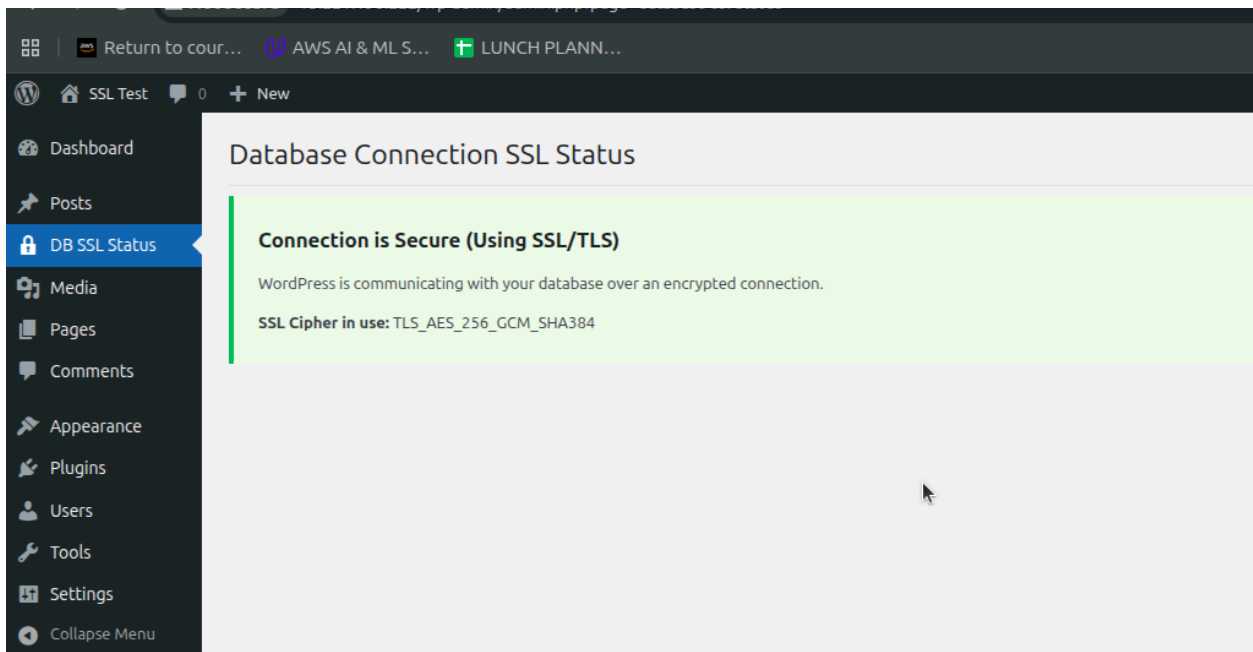 Return to cour...
AWS AI & ML S...
LUNCH PLANN...
SSL Test
0
New
Dashboard
Posts
DB SSL Status
Media
Pages
Comments
Appearance
Plugins
Users
Tools
Settings
Collapse Menu
Database Connection SSL Status
Connection is Secure (Using SSL/TLS)
WordPress is communicating with your database over an encrypted connection.
SSL Cipher in use: TLS_AES_256_GCM_SHA384